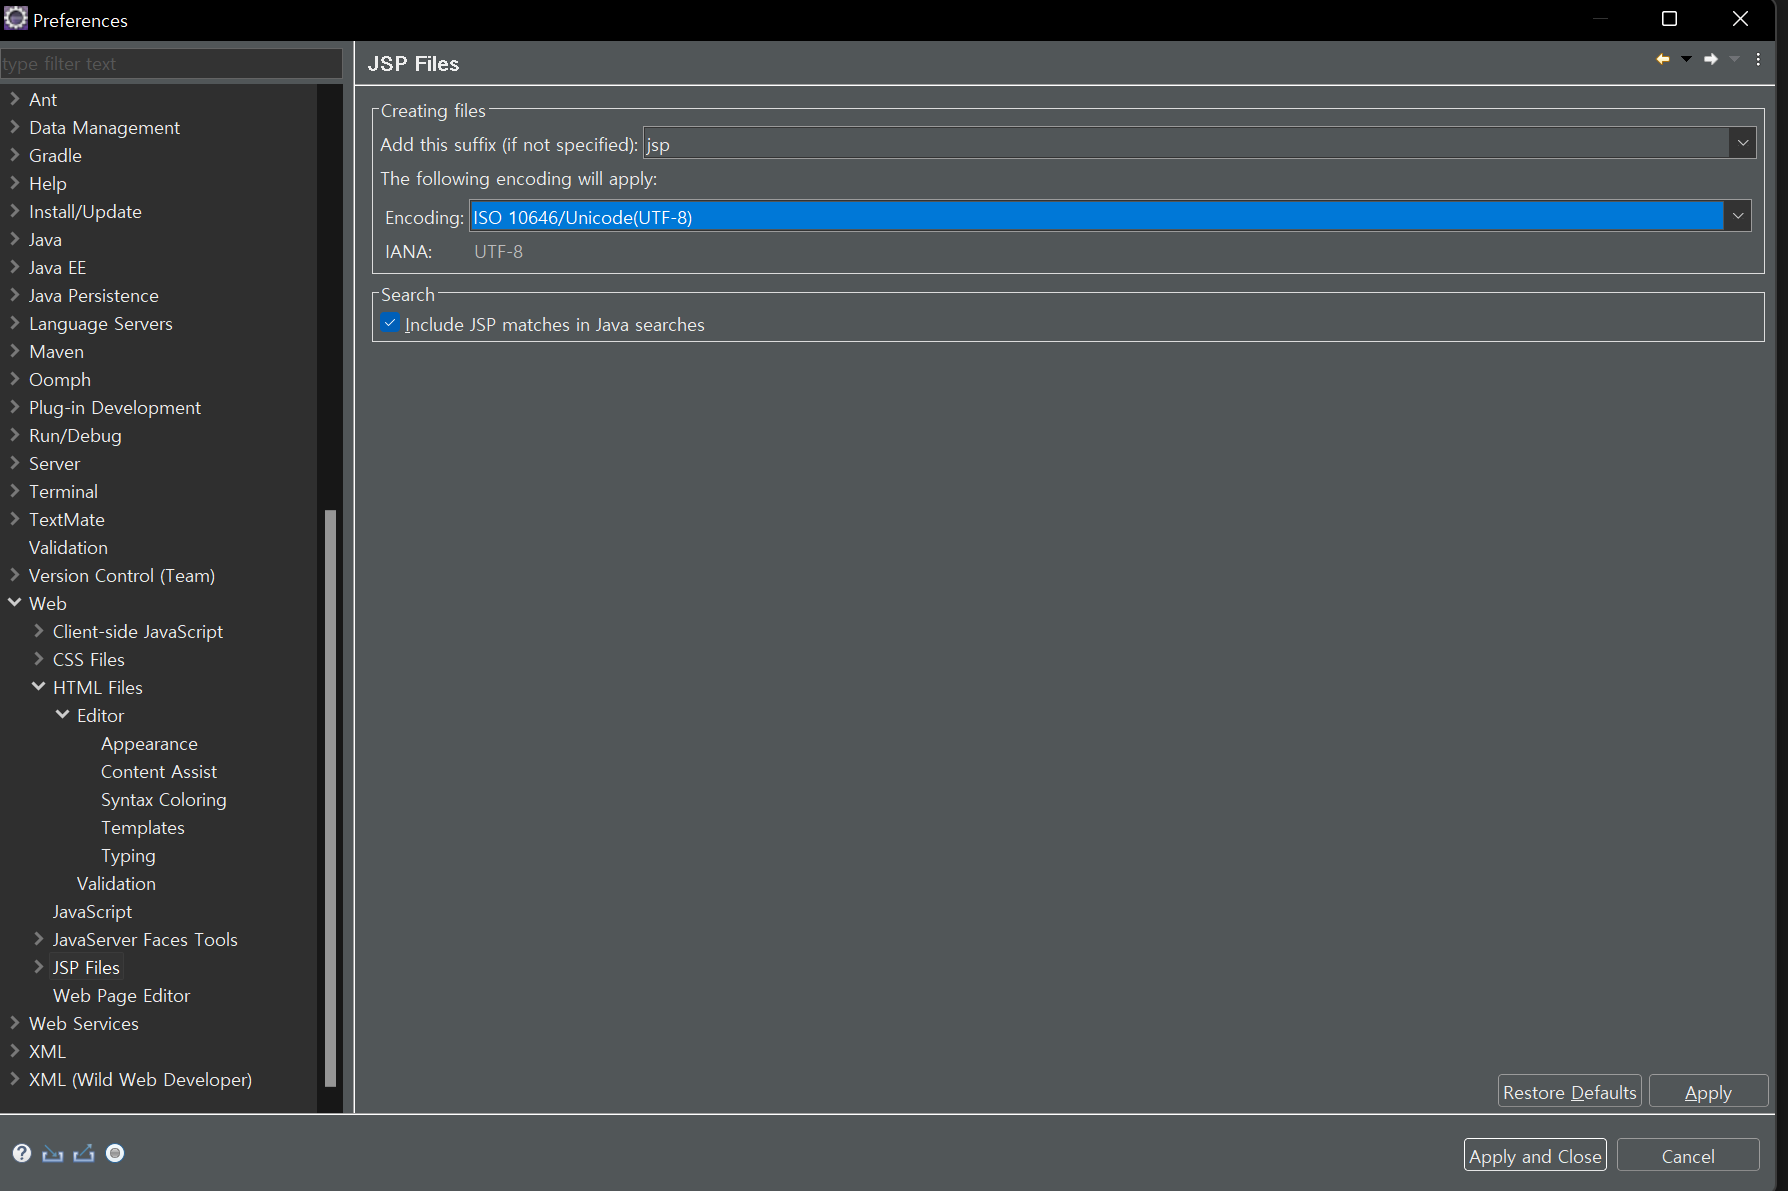 Preferences
type filter text
Ant
Data Management
Gradle
Help
Install/Update
Java
Java EE
Java Persistence
Language Servers
Maven
Oomph
Plug-in Development
Run/Debug
Server
Terminal
TextMate
Validation
Version Control (Team)
Web
Client-side JavaScript
CSS Files
HTML Files
Editor
Appearance
Content Assist
Syntax Coloring
Templates
Typing
Validation
JavaScript
JavaServer Faces Tools
JSP Files
Web Page Editor
Web Services
XML
XML (Wild Web Developer)
JSP Files
Creating files
Add this suffix (if not specified): jsp
The following encoding will apply:
Encoding: ISO 10646/Unicode(UTF-8)
IANA: UTF-8
Search
Include JSP matches in Java searches
Restore Defaults Apply
Apply and Close Cancel